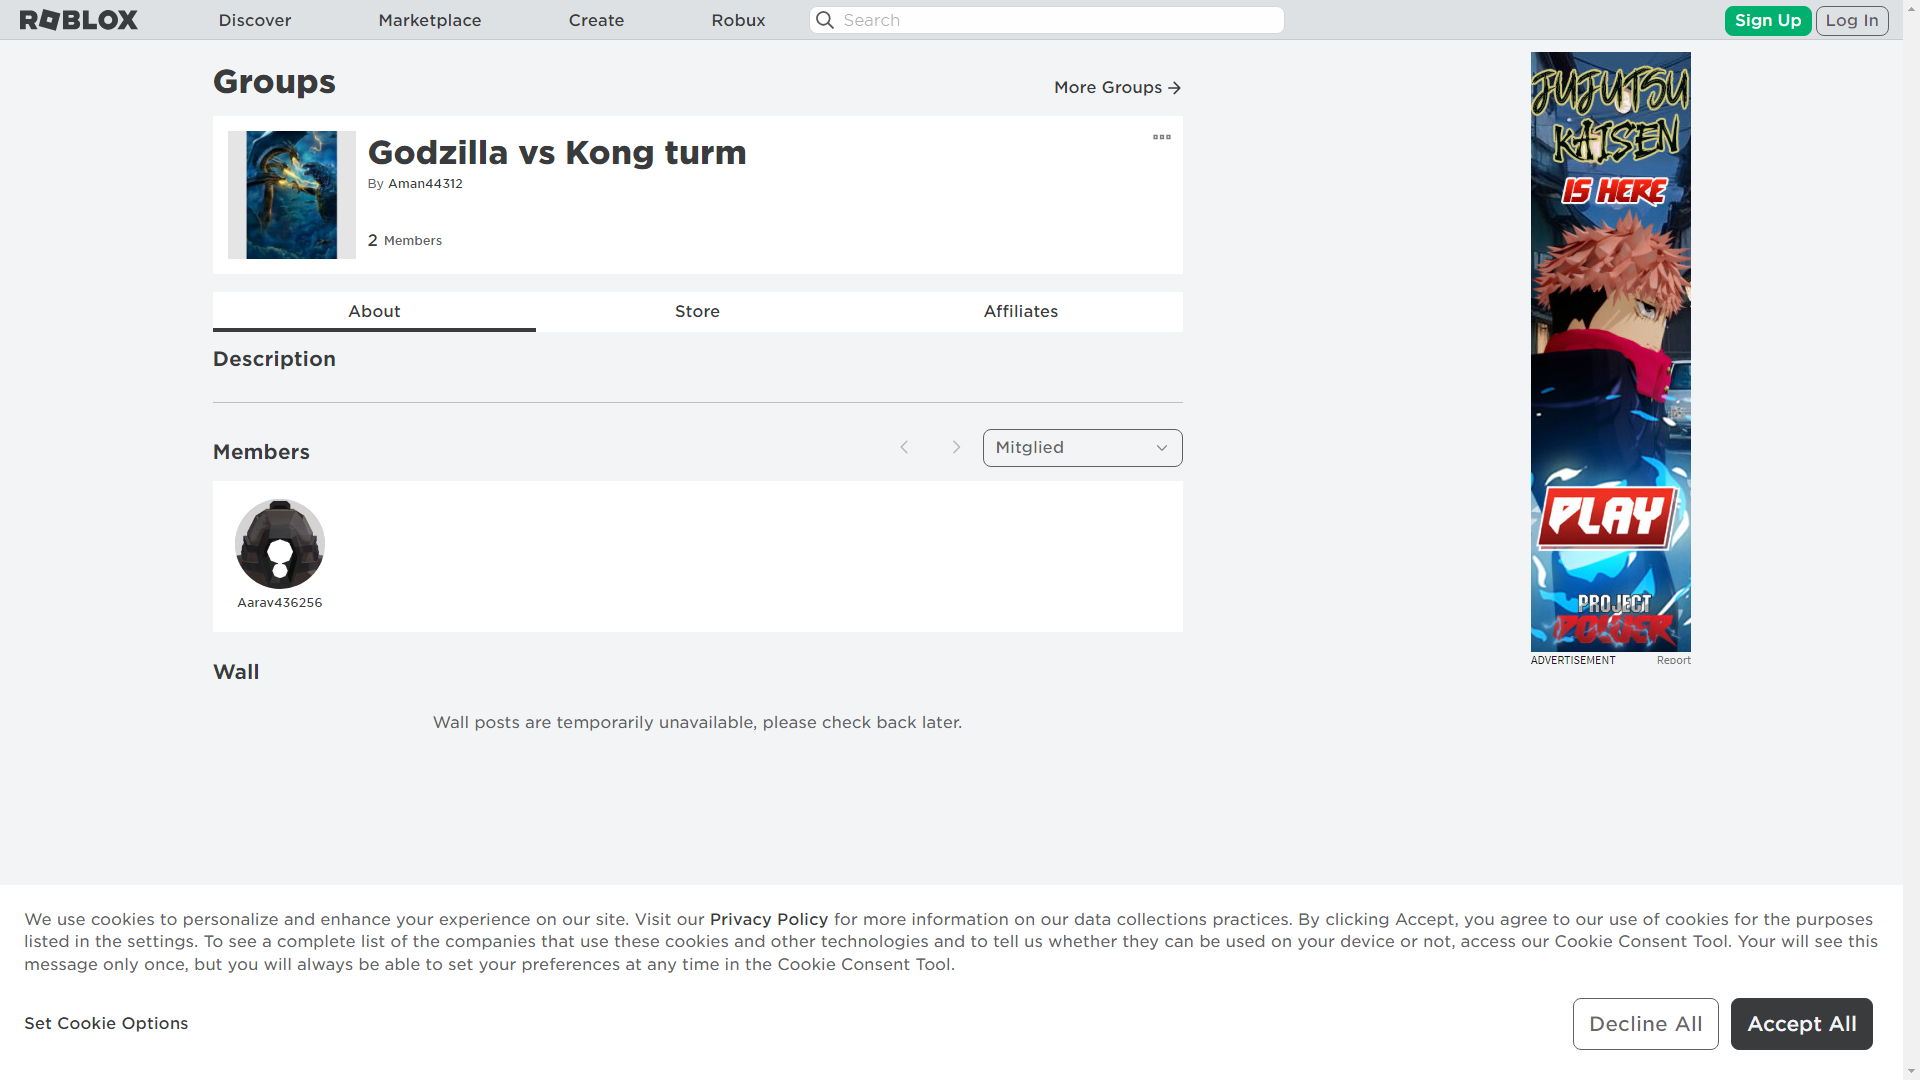 ROBLOX
Discover
Marketplace
Create
Robux
Search
Sign Up
Log In
Groups
More Groups
Godzilla vs Kong turm
By Aman44312
2 Members
About
Store
Affiliates
Description
Members
Mitglied
Aarav436256
Wall
Wall posts are temporarily unavailable, please check back later.
JUJUTSU
KAISEN
IS HERE
PLAY
PROJECT
POWER
ADVERTISEMENT
Report
We use cookies to personalize and enhance your experience on our site. Visit our Privacy Policy for more information on our data collections practices. By clicking Accept, you agree to our use of cookies for the purposes
listed in the settings. To see a complete list of the companies that use these cookies and other technologies and to tell us whether they can be used on your device or not, access our Cookie Consent Tool. Your will see this
message only once, but you will always be able to set your preferences at any time in the Cookie Consent Tool.
Set Cookie Options
Decline All
Accept All